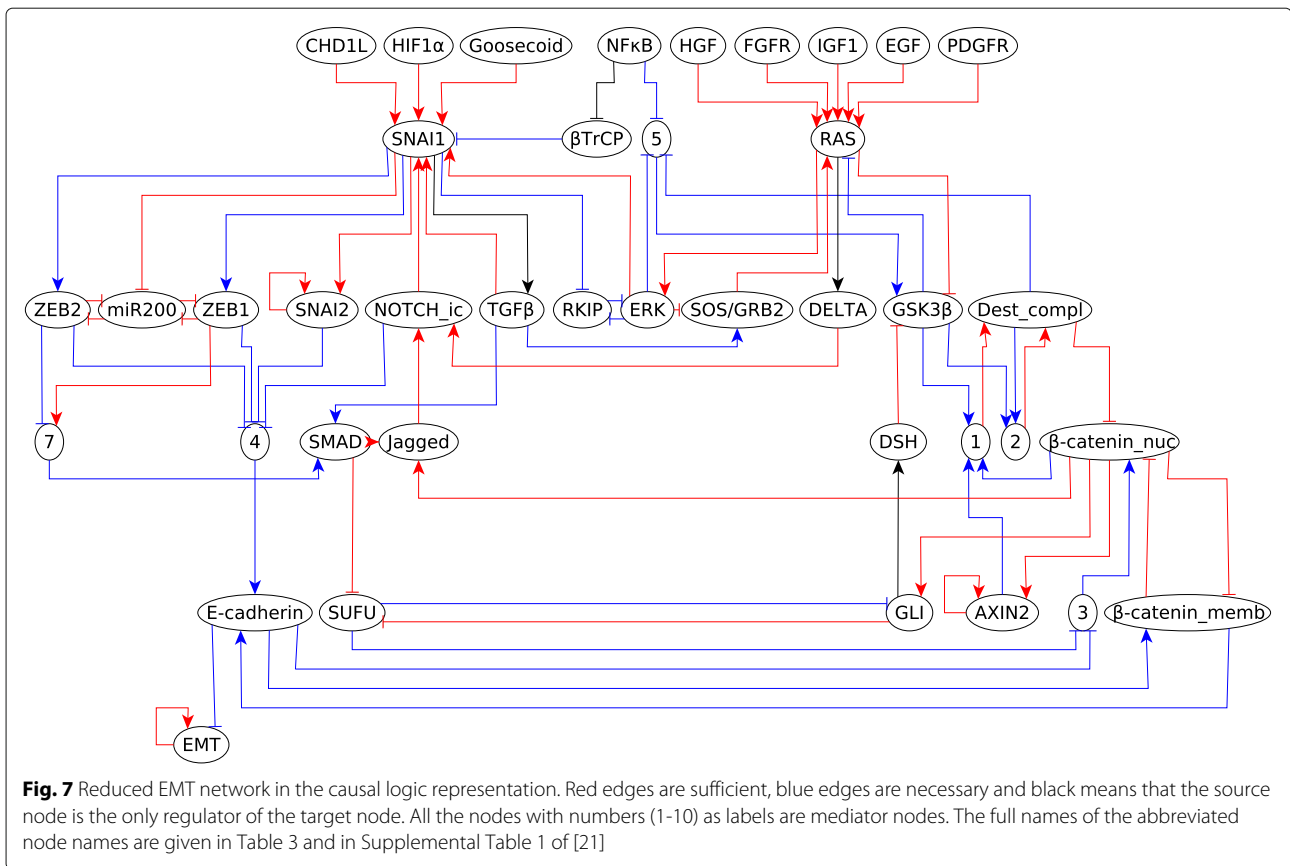 CHD1L HIF1α Goosecoid NFκB HGF FGFR IGF1 EGF PDGFR
SNAI1 βTrCP 5 RAS
ZEB2 miR200 ZEB1 SNAI2 NOTCH_ic TGFβ RKIP ERK SOS/GRB2 DELTA GSK3β Dest_compl
7 4 SMAD Jagged DSH 1 2 β-catenin_nuc
E-cadherin SUFU GLI AXIN2 3 β-catenin_memb
EMT
Fig. 7 Reduced EMT network in the causal logic representation. Red edges are sufficient, blue edges are necessary and black means that the source
node is the only regulator of the target node. All the nodes with numbers (1-10) as labels are mediator nodes. The full names of the abbreviated
node names are given in Table 3 and in Supplemental Table 1 of [21]